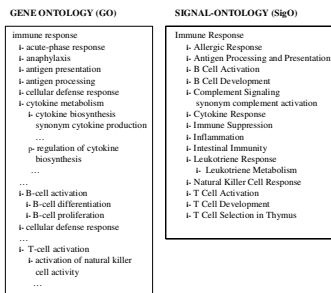 GENE ONTOLOGY (GO)
immune response
i- acute-phase response
i- anaphylaxis
i- antigen presentation
i- antigen processing
i- cellular defense response
i- cytokine metabolism
i- cytokine biosynthesis
synonym cytokine production
...
p- regulation of cytokine
biosynthesis
...
...
i- B-cell activation
i- B-cell differentiation
i- B-cell proliferation
i- cellular defense response
...
i- T-cell activation
i- activation of natural killer
cell activity
...
SIGNAL-ONTOLOGY (SigO)
Immune Response
i- Allergic Response
i- Antigen Processing and Presentation
i- B Cell Activation
i- B Cell Development
i- Complement Signaling
synonym complement activation
i- Cytokine Response
i- Immune Suppression
i- Inflammation
i- Intestinal Immunity
i- Leukotriene Response
i- Leukotriene Metabolism
i- Natural Killer Cell Response
i- T Cell Activation
i- T Cell Development
i- T Cell Selection in Thymus